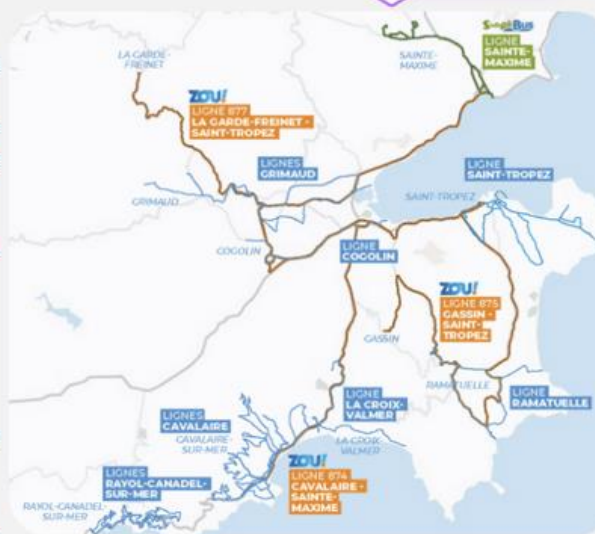 LA GARDE-
FREINET
ZOU!
LIGNE 877
LA GARDE-FREINET -
SAINT-TROPEZ
SAINTE-
MAXIME
LIGNE
SAINTE-
MAXIME
LIGNES
GRIMAUD
GRIMAUD
LIGNE
SAINT-TROPEZ
SAINT-TROPEZ
COGOLIN
LIGNE
COGOLIN
ZOU!
LIGNE 875
GASSIN -
SAINT-
TROPEZ
GASSIN
RAMATUELLE
LIGNE
RAMATUELLE
LIGNE
LA CROIX-
VALMER
LA CROIX-
VALMER
LIGNES
CAVALAIRE
CAVALAIRE-
SUR-MER
ZOU!
LIGNE 874
CAVALAIRE -
SAINTE-
MAXIME
LIGNES
RAYOL-CANADEL-
SUR-MER
RAYOL-CANADEL-
SUR-MER